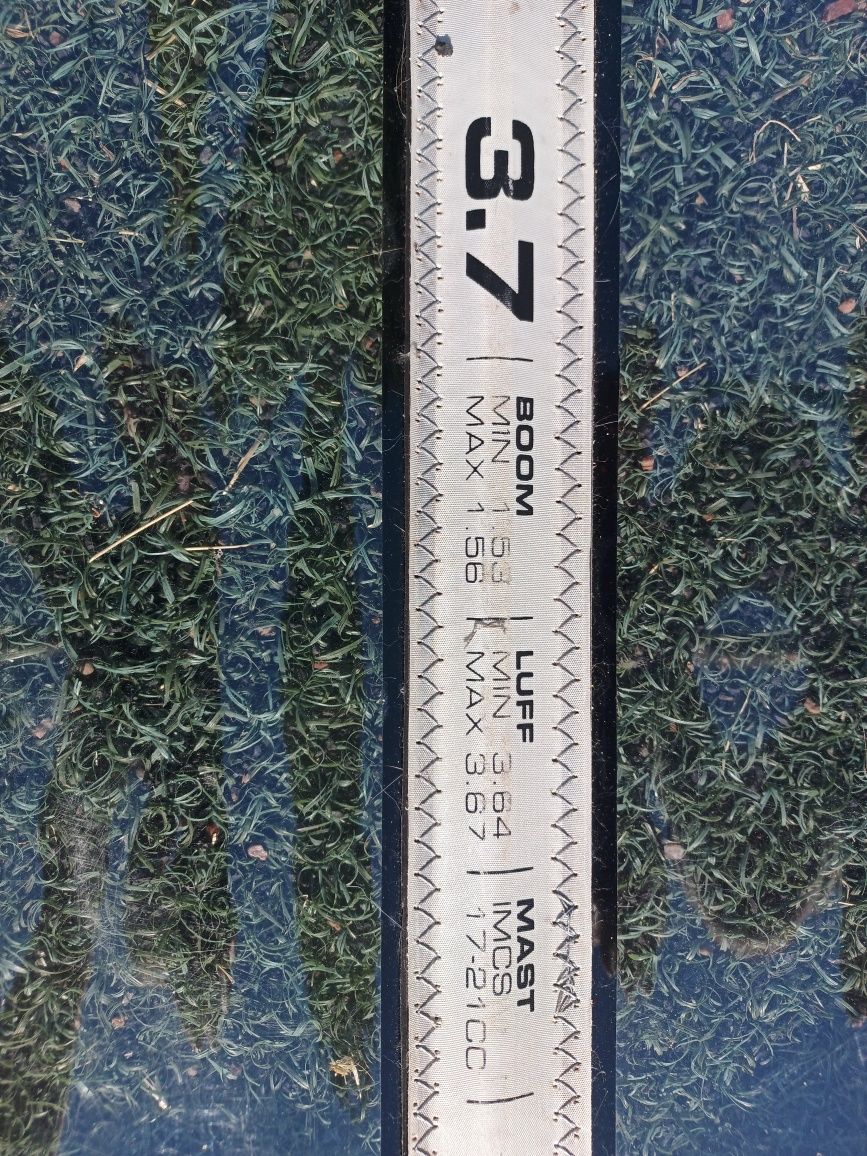 3.7
BOOM
MIN 1.53
MAX 1.56
LUFF
MIN 3.64
MAX 3.67
MAST
IMCS
17-21CC